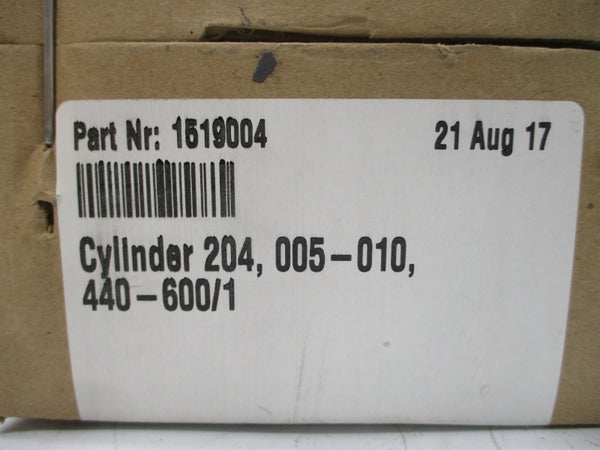 Part Nr: 1519004 21 Aug 17
Cylinder 204, 005-010,
440-600/1